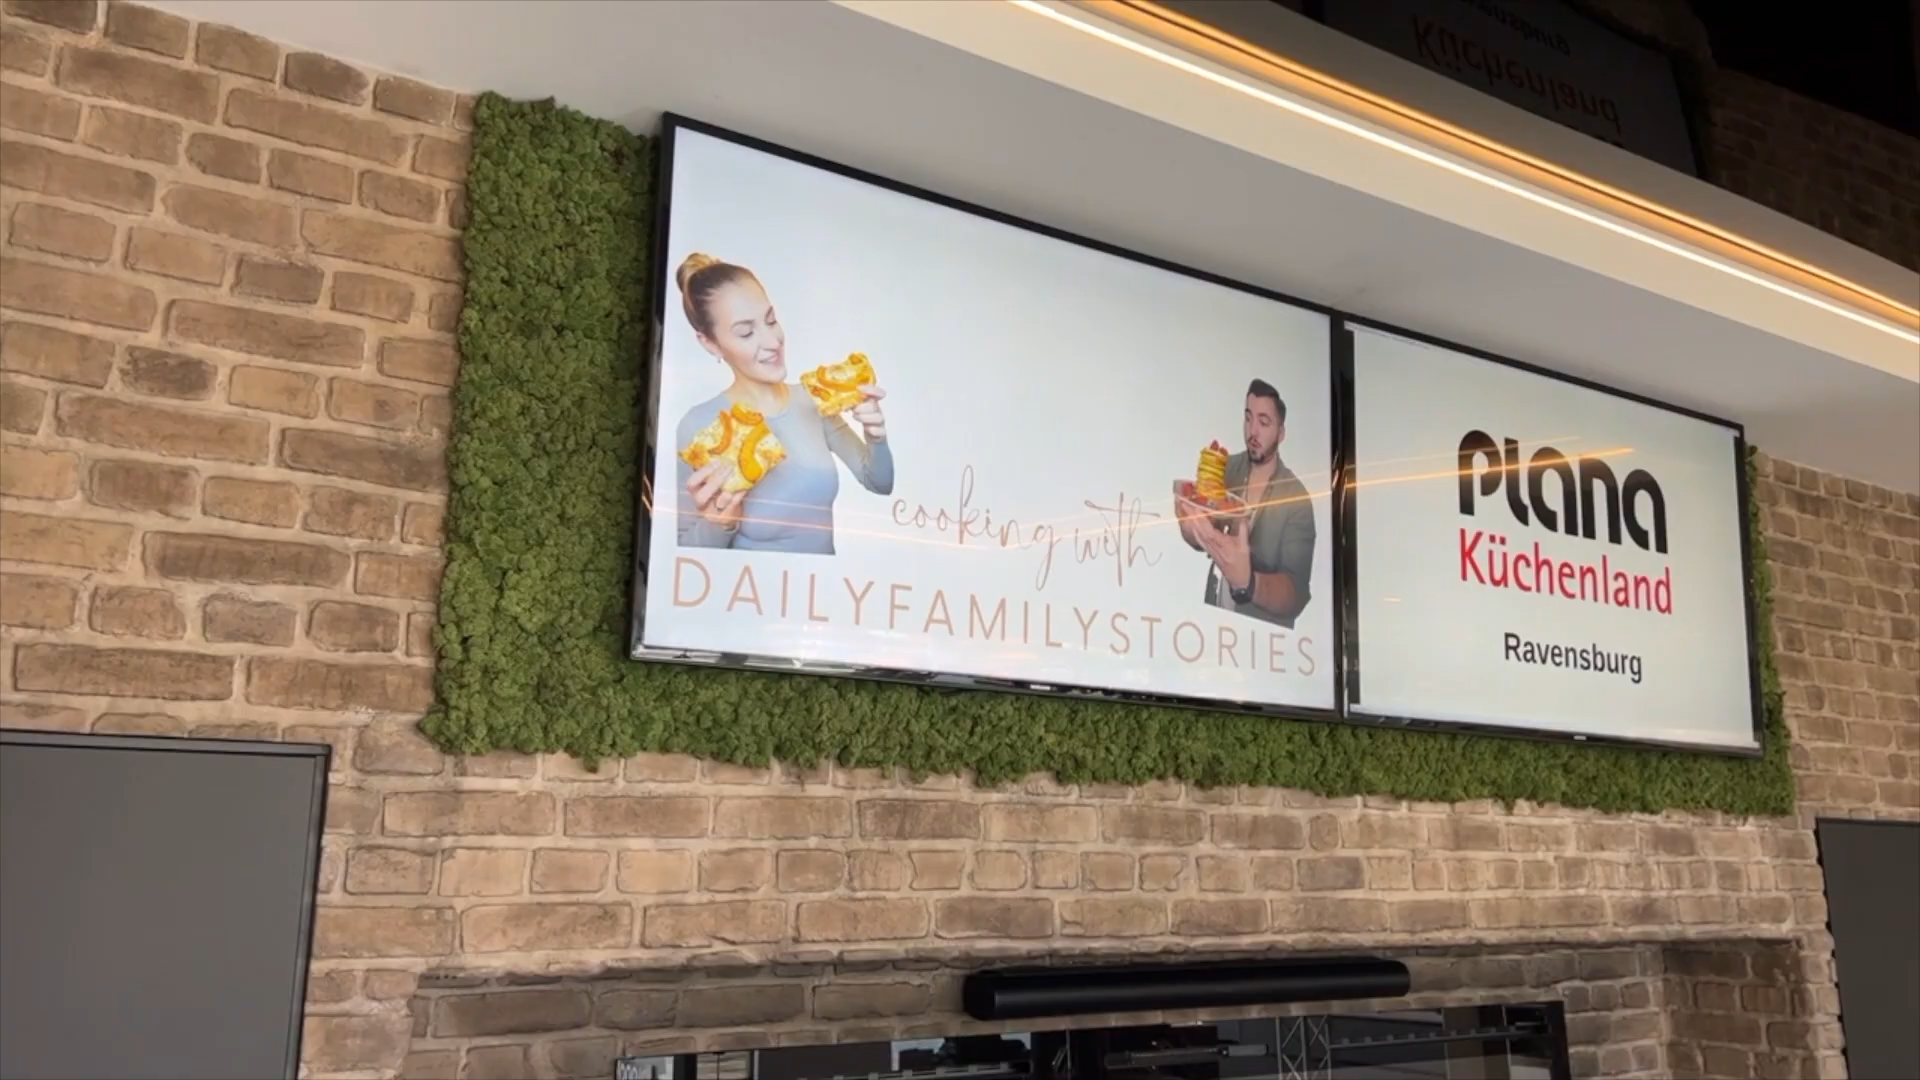 cooking with
DAILYFAMILYSTORIES
plana
Küchenland
Ravensburg
Küchenland